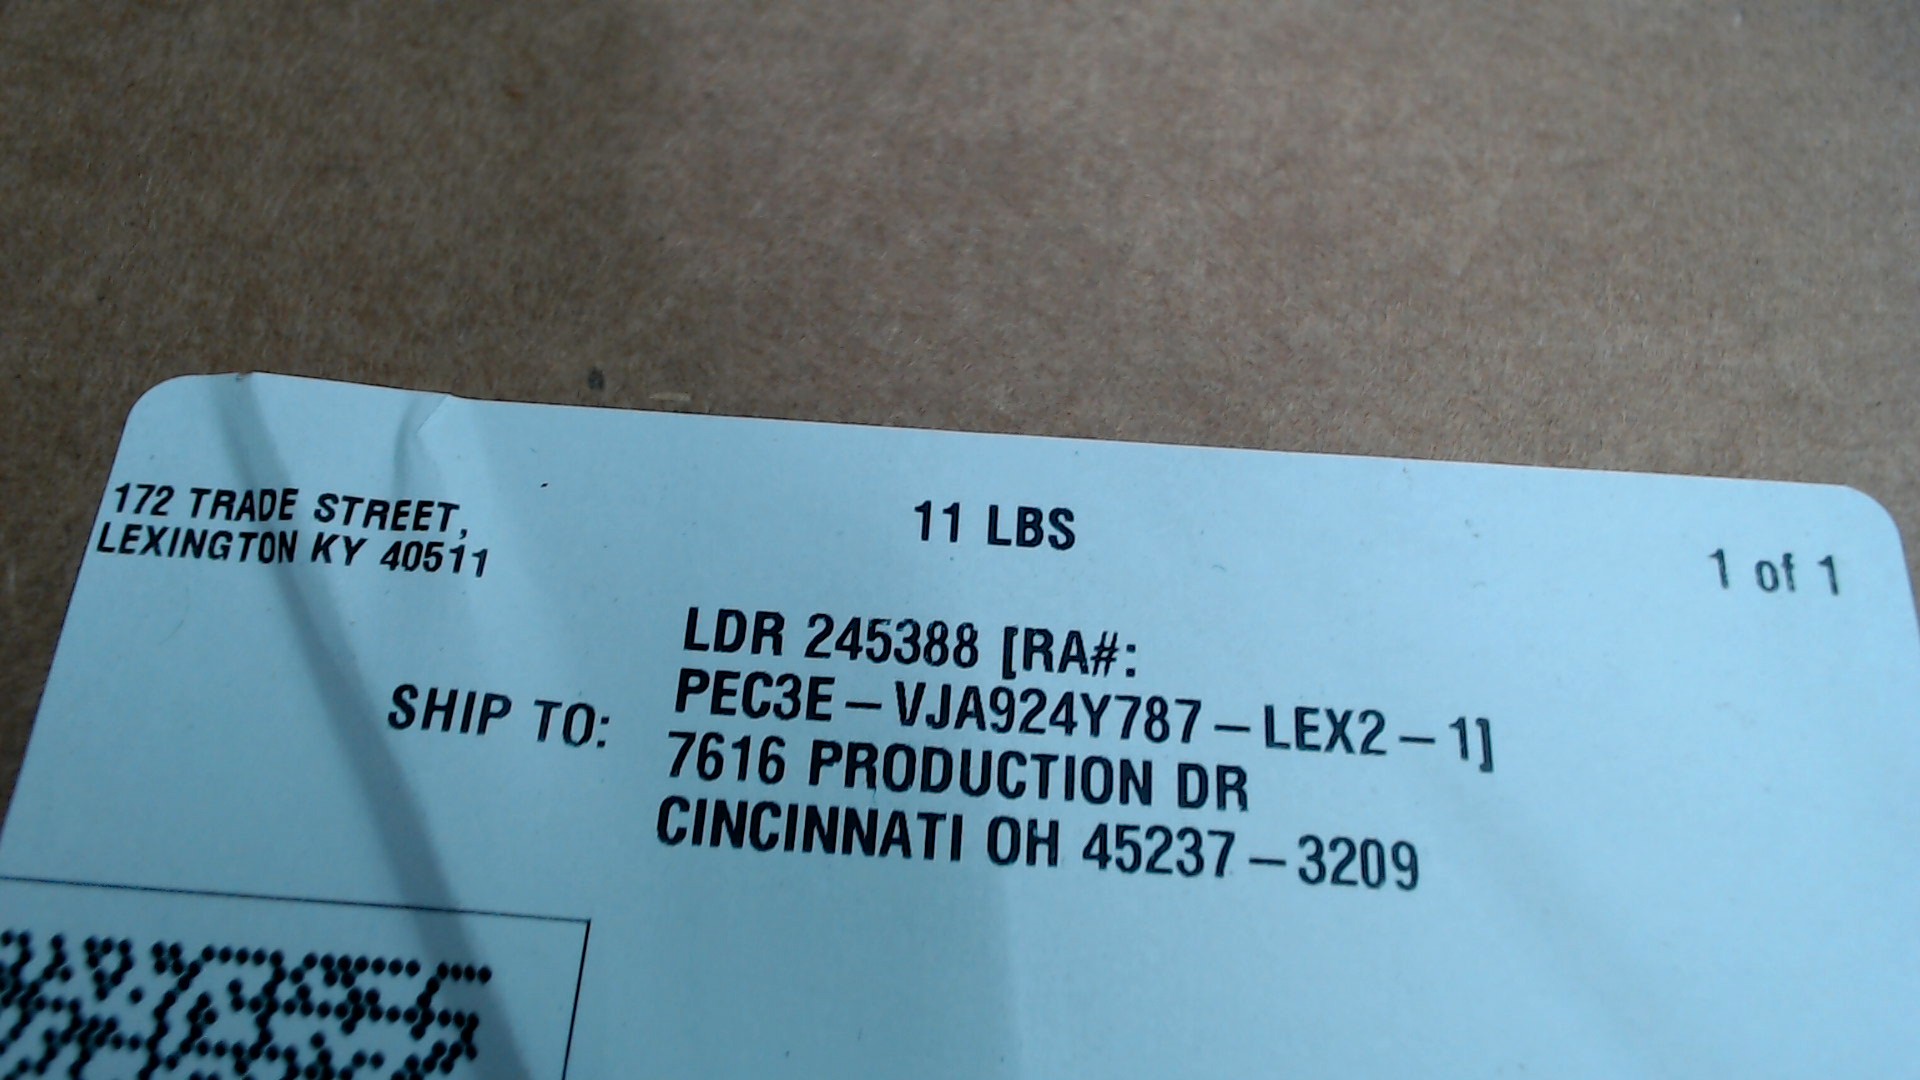 172 TRADE STREET,
LEXINGTON KY 40511
11 LBS
1 of 1
SHIP TO:
LDR 245388 [RA#:
PEC3E-VJA924Y787-LEX2-1]
7616 PRODUCTION DR
CINCINNATI OH 45237-3209